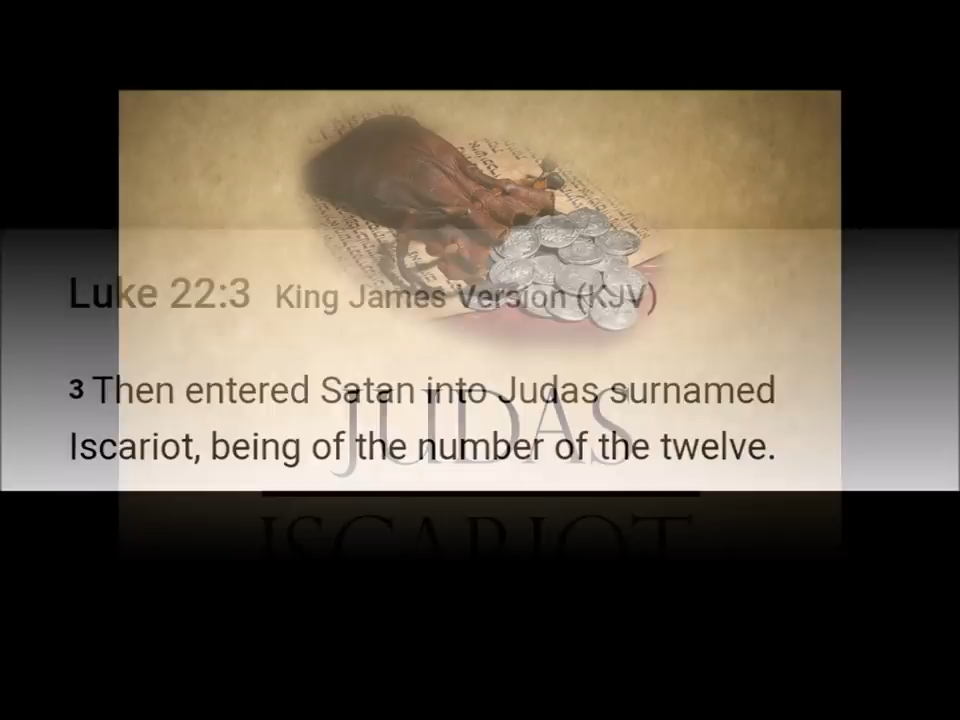 Luke 22:3 King James Version (KJV)
3 Then entered Satan into Judas surnamed
Iscariot, being of the number of the twelve.
JUDAS
ISCARIOT